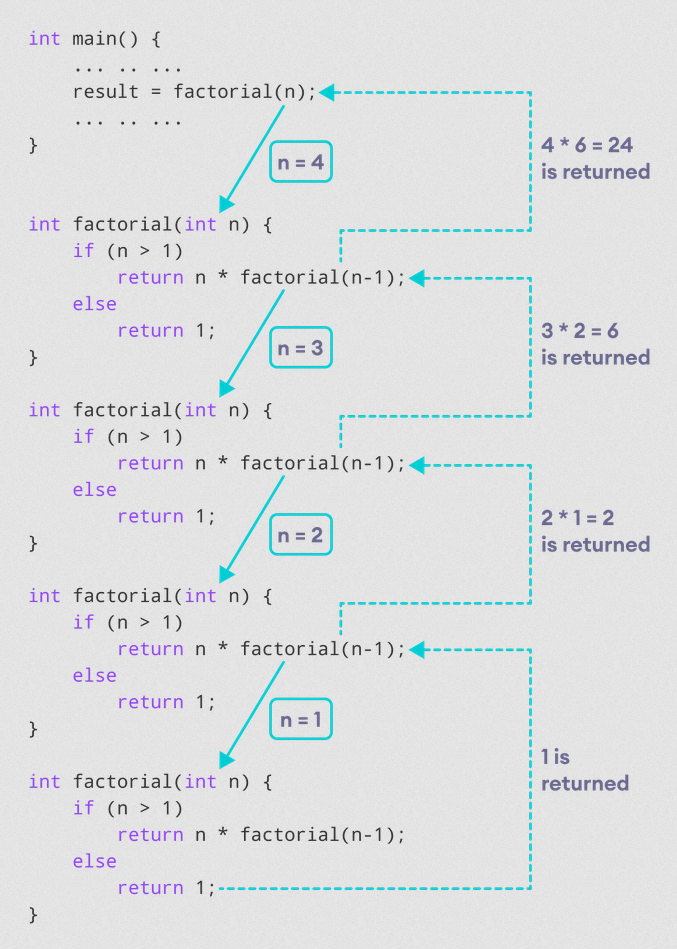 int main() {
    ... .. ...
    result = factorial(n);
    ... .. ...
}
n = 4
4 * 6 = 24
is returned
int factorial(int n) {
    if (n > 1)
        return n * factorial(n-1);
    else
        return 1;
}
n = 3
3 * 2 = 6
is returned
int factorial(int n) {
    if (n > 1)
        return n * factorial(n-1);
    else
        return 1;
}
n = 2
2 * 1 = 2
is returned
int factorial(int n) {
    if (n > 1)
        return n * factorial(n-1);
    else
        return 1;
}
n = 1
1 is
returned
int factorial(int n) {
    if (n > 1)
        return n * factorial(n-1);
    else
        return 1;
}